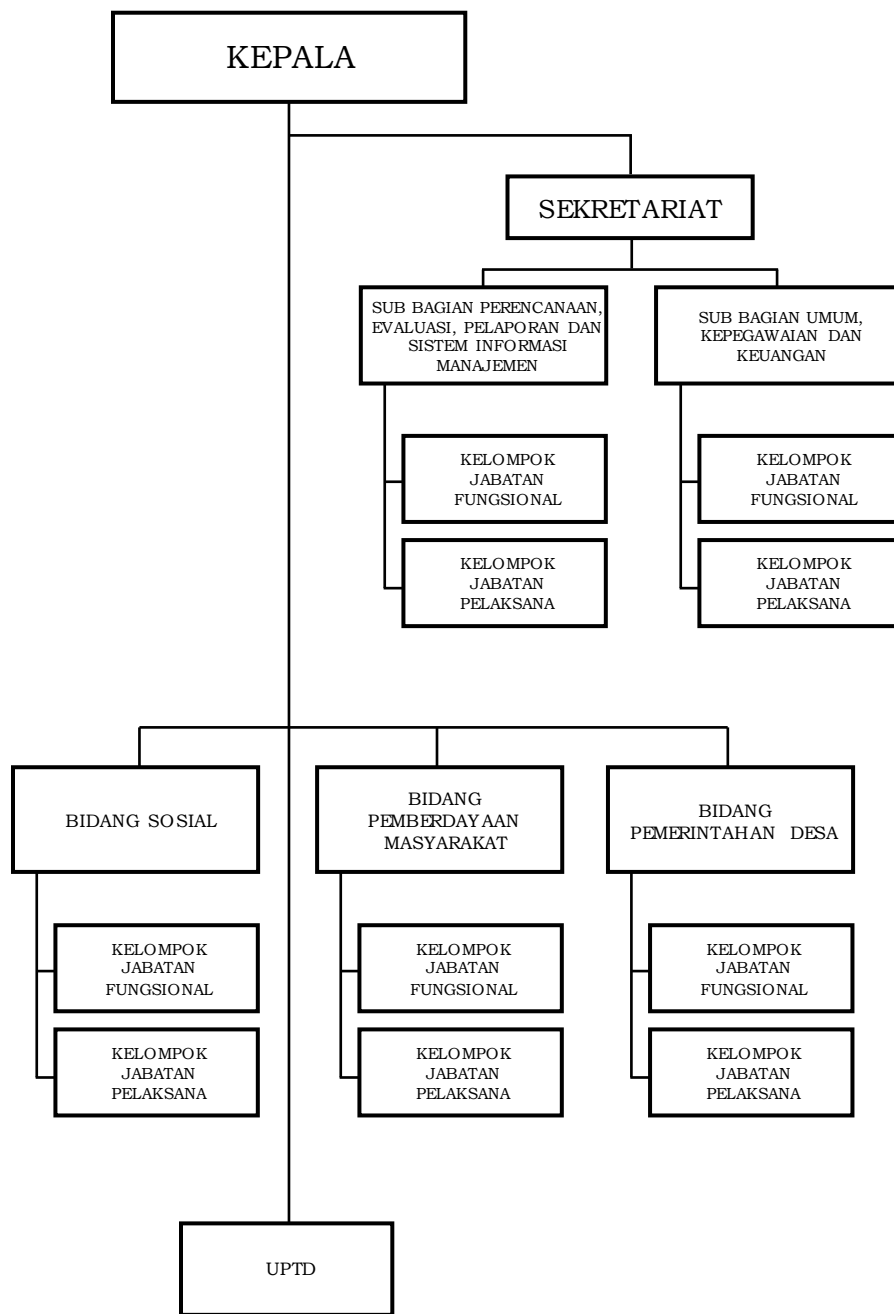 KEPALA
SEKRETARIAT
SUB BAGIAN PERENCANAAN,
EVALUASI, PELAPORAN DAN
SISTEM INFORMASI
MANAJEMEN
SUB BAGIAN UMUM,
KEPEGAWAIAN DAN
KEUANGAN
KELOMPOK
JABATAN
FUNGSIONAL
KELOMPOK
JABATAN
FUNGSIONAL
KELOMPOK
JABATAN
PELAKSANA
KELOMPOK
JABATAN
PELAKSANA
BIDANG SOSIAL
BIDANG
PEMBERDAYAAN
MASYARAKAT
BIDANG
PEMERINTAHAN DESA
KELOMPOK
JABATAN
FUNGSIONAL
KELOMPOK
JABATAN
FUNGSIONAL
KELOMPOK
JABATAN
FUNGSIONAL
KELOMPOK
JABATAN
PELAKSANA
KELOMPOK
JABATAN
PELAKSANA
KELOMPOK
JABATAN
PELAKSANA
UPTD